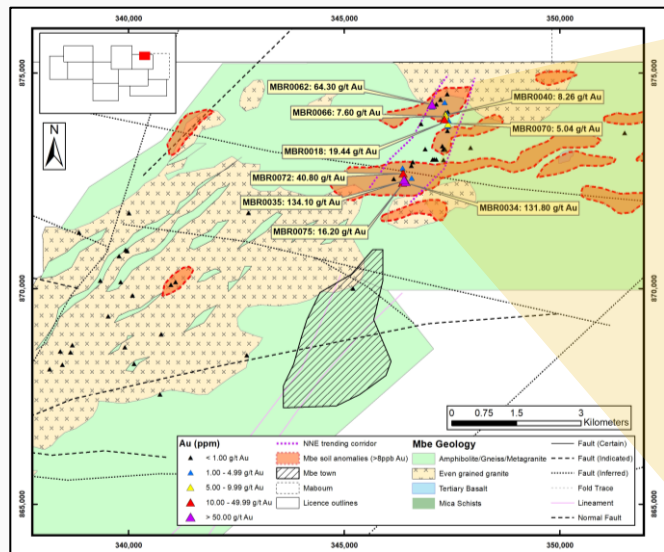 340,000
345,000
350,000
875,000
875,000
MBR0062: 64.30 g/t Au
MBR0040: 8.26 g/t Au
MBR0066: 7.60 g/t Au
MBR0070: 5.04 g/t Au
MBR0018: 19.44 g/t Au
N
MBR0072: 40.80 g/t Au
MBR0035: 134.10 g/t Au
MBR0034: 131.80 g/t Au
MBR0075: 16.20 g/t Au
870,000
870,000
0 0.75 1.5 3
Kilometers
Au (ppm)
< 1.00 g/t Au
1.00 - 4.99 g/t Au
5.00 - 9.99 g/t Au
10.00 - 49.99 g/t Au
> 50.00 g/t Au
NNE trending corridor
Mbe soil anomalies (>8ppb Au)
Mbe town
Maboum
Licence outlines
Mbe Geology
Amphibolite/Gneiss/Metagranite
Even grained granite
Tertiary Basalt
Mica Schists
Fault (Certain)
Fault (Indicated)
Fault (Inferred)
Fold Trace
Lineament
Normal Fault
865,000
865,000
340,000
345,000
350,000